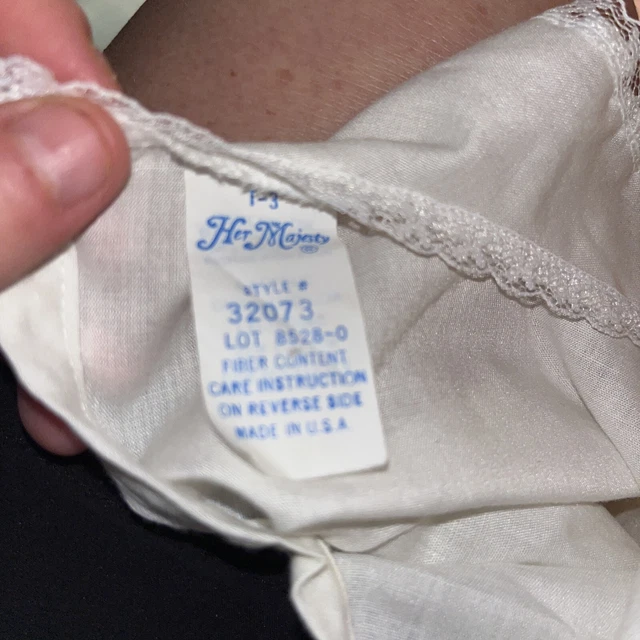 T-3
Her Majesty
STYLE #
32073
LOT 8528-0
FIBER CONTENT
CARE INSTRUCTION
ON REVERSE SIDE
MADE IN U.S.A.